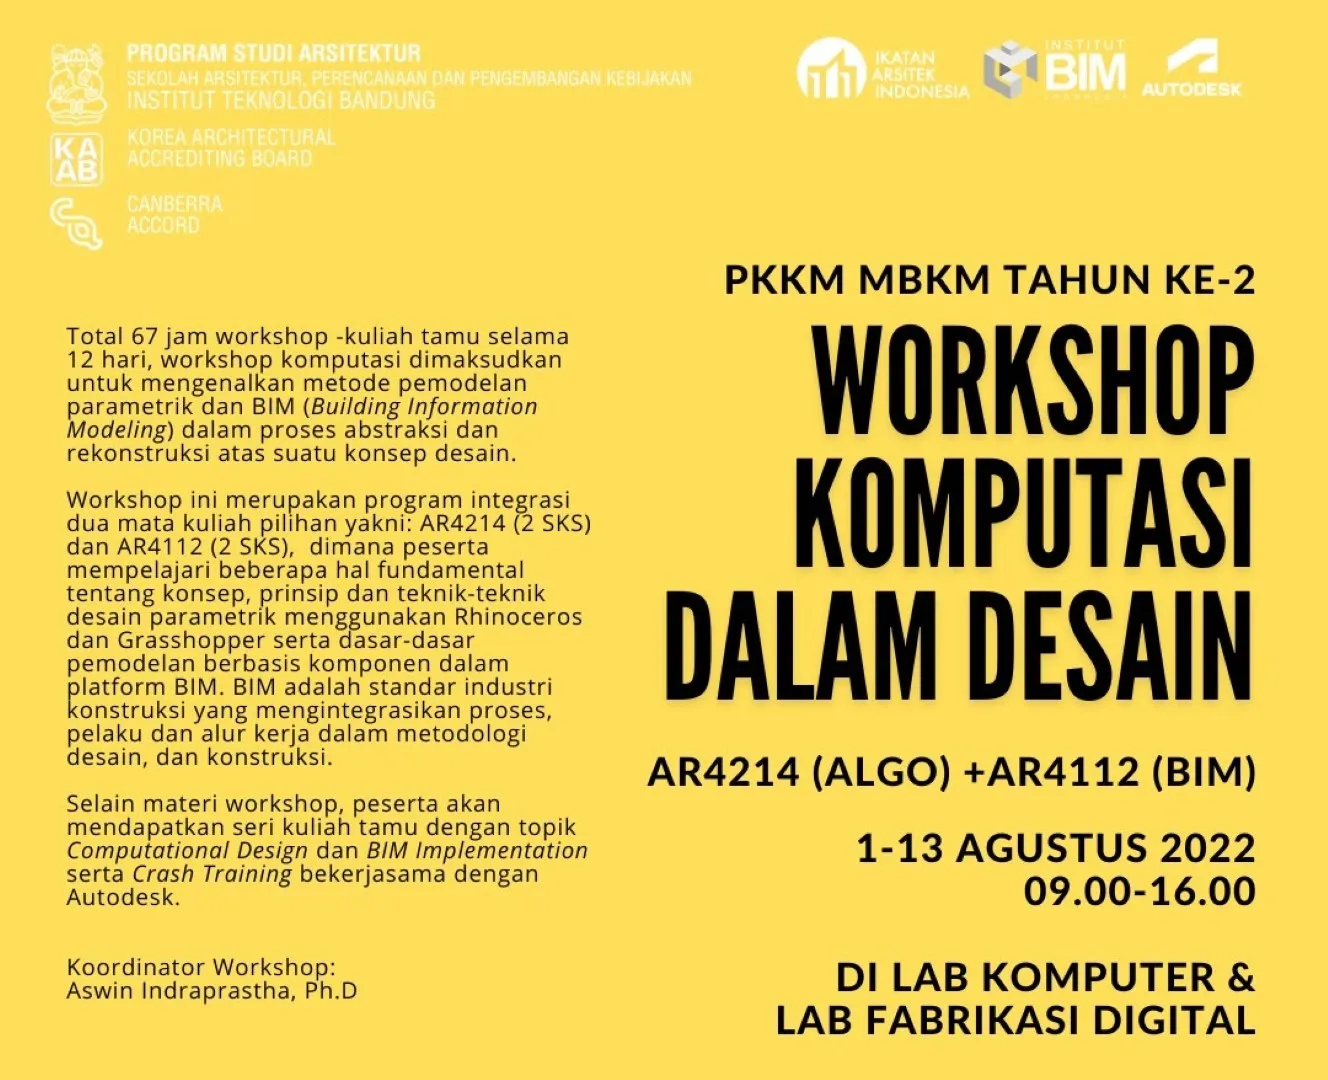 PROGRAM STUDI ARSITEKTUR
SEKOLAH ARSITEKTUR, PERENCANAAN DAN PENGEMBANGAN KEBIJAKAN
INSTITUT TEKNOLOGI BANDUNG
KA
AB
KOREA ARCHITECTURAL
ACCREDITING BOARD
CANBERRA
ACCORD
IKATAN
ARSITEK
INDONESIA
INSTITUT
BIM
INDONESIA
AUTODESK
PKKM MBKM TAHUN KE-2
WORKSHOP
KOMPUTASI
DALAM DESAIN
AR4214 (ALGO) +AR4112 (BIM)
1-13 AGUSTUS 2022
09.00-16.00
DI LAB KOMPUTER &
LAB FABRIKASI DIGITAL
Total 67 jam workshop -kuliah tamu selama
12 hari, workshop komputasi dimaksudkan
untuk mengenalkan metode pemodelan
parametrik dan BIM (Building Information
Modeling) dalam proses abstraksi dan
rekonstruksi atas suatu konsep desain.
Workshop ini merupakan program integrasi
dua mata kuliah pilihan yakni: AR4214 (2 SKS)
dan AR4112 (2 SKS),  dimana peserta
mempelajari beberapa hal fundamental
tentang konsep, prinsip dan teknik-teknik
desain parametrik menggunakan Rhinoceros
dan Grasshopper serta dasar-dasar
pemodelan berbasis komponen dalam
platform BIM. BIM adalah standar industri
konstruksi yang mengintegrasikan proses,
pelaku dan alur kerja dalam metodologi
desain, dan konstruksi.
Selain materi workshop, peserta akan
mendapatkan seri kuliah tamu dengan topik
Computational Design dan BIM Implementation
serta Crash Training bekerjasama dengan
Autodesk.
Koordinator Workshop:
Aswin Indraprastha, Ph.D